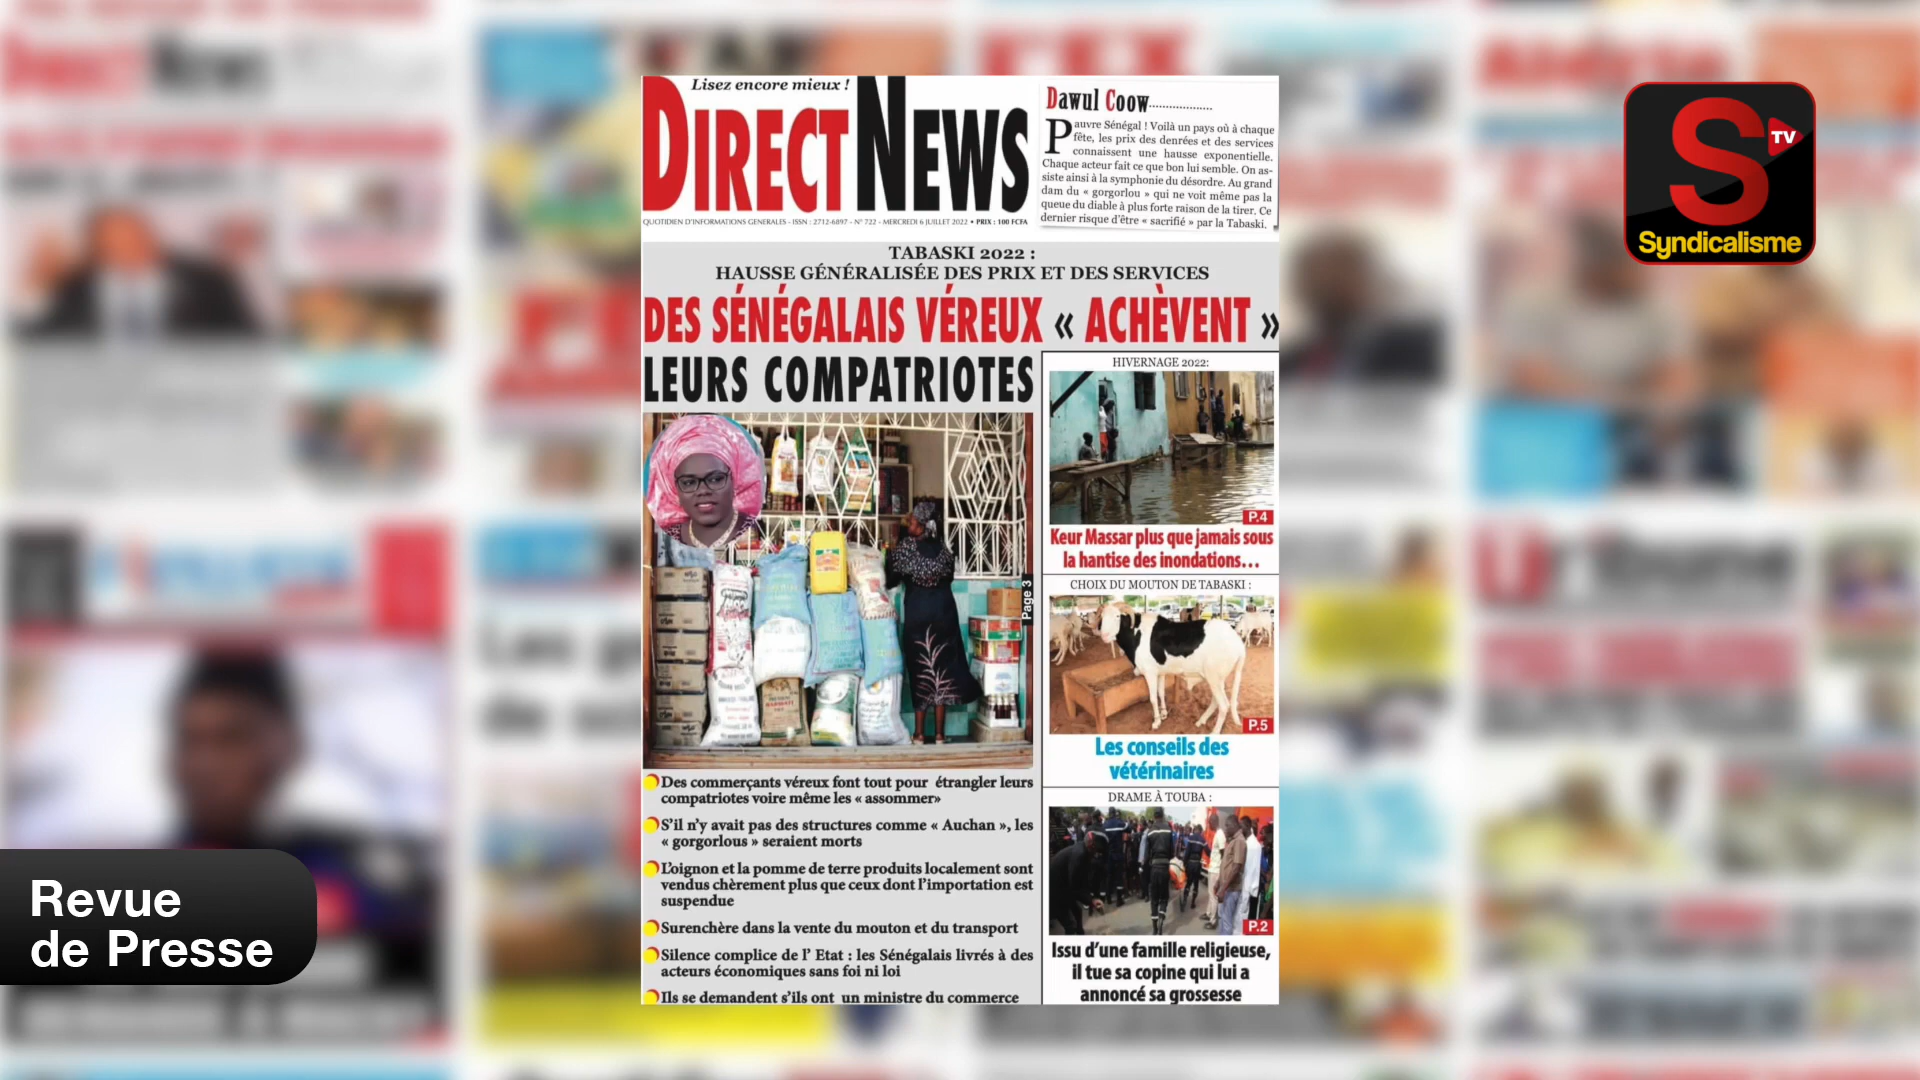 Lisez encore mieux !
DIRECT NEWS
QUOTIDIEN D'INFORMATIONS GENERALES - ISSN : 2712-6897 - N° 722 - MERCREDI 6 JUILLET 2022 • PRIX : 100 FCFA
Dawul Coow....................
Pauvre Sénégal ! Voilà un pays où à chaque
fête, les prix des denrées et des services
connaissent une hausse exponentielle.
Chaque acteur fait ce que bon lui semble. On as-
siste ainsi à la symphonie du désordre. Au grand
dam du « gorgorlou » qui ne voit même pas la
queue du diable à plus forte raison de la tirer. Ce
dernier risque d'être « sacrifié » par la Tabaski.
TABASKI 2022 :
HAUSSE GÉNÉRALISÉE DES PRIX ET DES SERVICES
DES SÉNÉGALAIS VÉREUX « ACHÈVENT »
LEURS COMPATRIOTES
Page 3
Des commerçants véreux font tout pour étrangler leurs
compatriotes voire même les « assommer»
S'il n'y avait pas des structures comme « Auchan », les
« gorgorlous » seraient morts
L'oignon et la pomme de terre produits localement sont
vendus chèrement plus que ceux dont l'importation est
suspendue
Surenchère dans la vente du mouton et du transport
Silence complice de l' Etat : les Sénégalais livrés à des
acteurs économiques sans foi ni loi
Ils se demandent s'ils ont un ministre du commerce
HIVERNAGE 2022:
P.4
Keur Massar plus que jamais sous
la hantise des inondations…
CHOIX DU MOUTON DE TABASKI :
P.5
Les conseils des
vétérinaires
DRAME À TOUBA :
P.2
Issu d'une famille religieuse,
il tue sa copine qui lui a
annoncé sa grossesse
S TV
Syndicalisme
Revue
de Presse